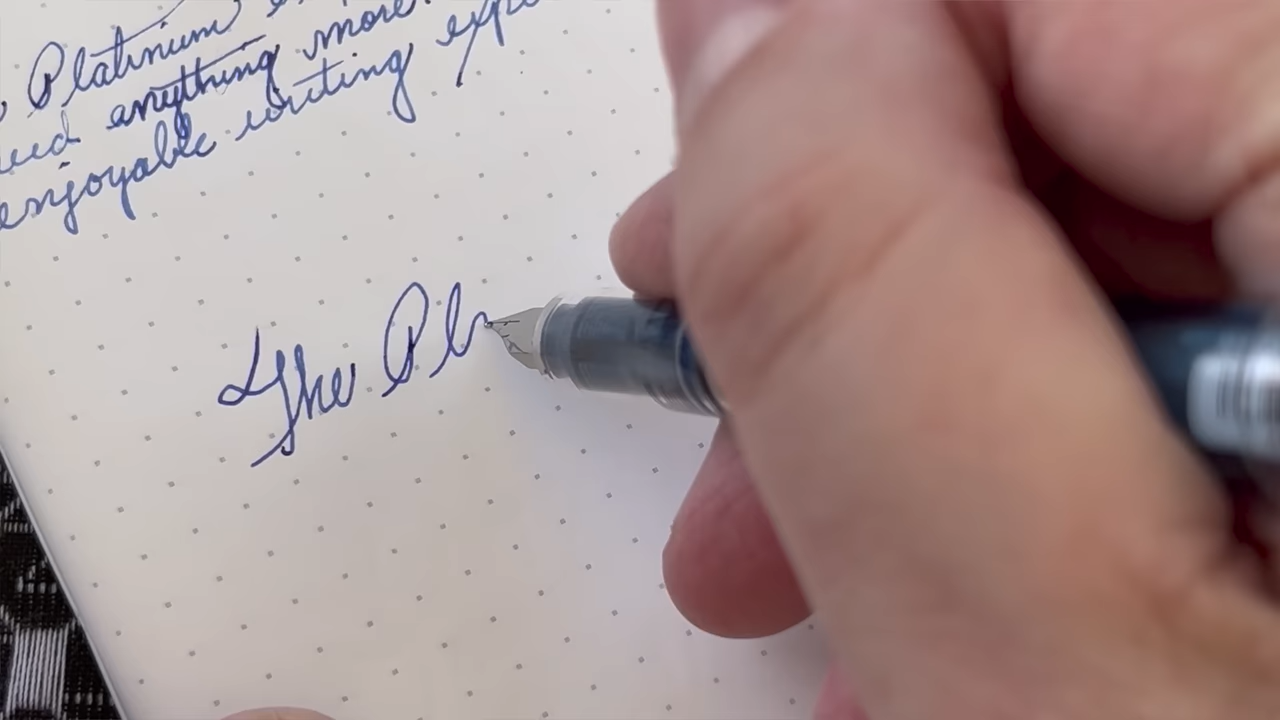 Platinum
anything more.
enjoyable writing
The Pl